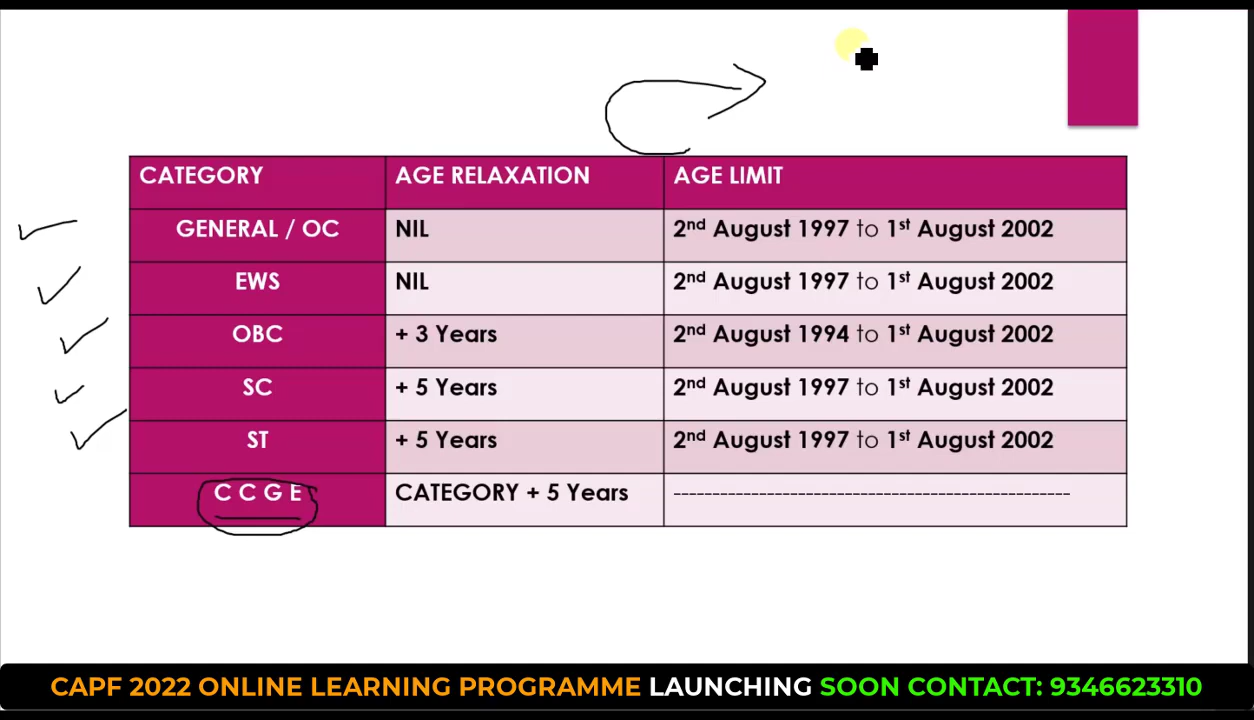 CATEGORY AGE RELAXATION AGE LIMIT
GENERAL / OC NIL 2nd August 1997 to 1st August 2002
EWS NIL 2nd August 1997 to 1st August 2002
OBC + 3 Years 2nd August 1994 to 1st August 2002
SC + 5 Years 2nd August 1997 to 1st August 2002
ST + 5 Years 2nd August 1997 to 1st August 2002
C C G E CATEGORY + 5 Years --------------------------------------------------
CAPF 2022 ONLINE LEARNING PROGRAMME LAUNCHING SOON CONTACT: 9346623310